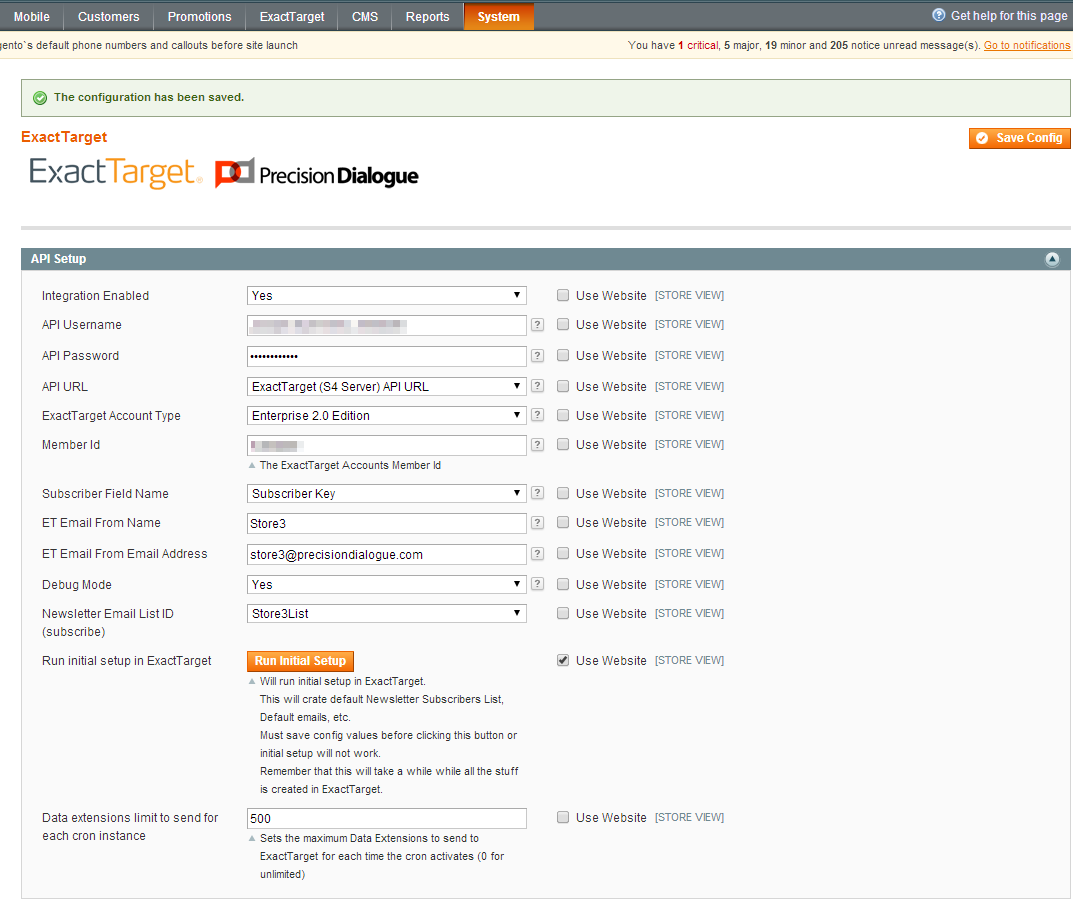 Mobile Customers Promotions ExactTarget CMS Reports System Get help for this page
ento`s default phone numbers and callouts before site launch You have 1 critical, 5 major, 19 minor and 205 notice unread message(s). Go to notifications
The configuration has been saved.
ExactTarget Save Config
ExactTarget® PD Precision Dialogue
API Setup
Integration Enabled Yes Use Website [STORE VIEW]
API Username ? Use Website [STORE VIEW]
API Password •••••••••••• ? Use Website [STORE VIEW]
API URL ExactTarget (S4 Server) API URL ? Use Website [STORE VIEW]
ExactTarget Account Type Enterprise 2.0 Edition ? Use Website [STORE VIEW]
Member Id ? Use Website [STORE VIEW]
The ExactTarget Accounts Member Id
Subscriber Field Name Subscriber Key ? Use Website [STORE VIEW]
ET Email From Name Store3 ? Use Website [STORE VIEW]
ET Email From Email Address store3@precisiondialogue.com ? Use Website [STORE VIEW]
Debug Mode Yes ? Use Website [STORE VIEW]
Newsletter Email List ID Store3List Use Website [STORE VIEW]
(subscribe)
Run initial setup in ExactTarget Run Initial Setup Use Website [STORE VIEW]
Will run initial setup in ExactTarget.
This will crate default Newsletter Subscribers List,
Default emails, etc.
Must save config values before clicking this button or
initial setup will not work.
Remember that this will take a while while all the stuff
is created in ExactTarget.
Data extensions limit to send for 500 Use Website [STORE VIEW]
each cron instance
Sets the maximum Data Extensions to send to
ExactTarget for each time the cron activates (0 for
unlimited)